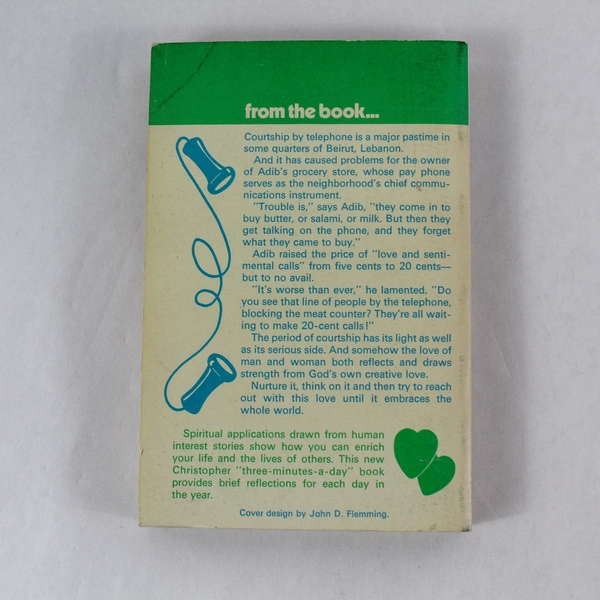 from the book...
Courtship by telephone is a major pastime in
some quarters of Beirut, Lebanon.
And it has caused problems for the owner
of Adib's grocery store, whose pay phone
serves as the neighborhood's chief commu-
nications instrument.
"Trouble is," says Adib, "they come in to
buy butter, or salami, or milk. But then they
get talking on the phone, and they forget
what they came to buy."
Adib raised the price of "love and senti-
mental calls" from five cents to 20 cents—
but to no avail.
"It's worse than ever," he lamented. "Do
you see that line of people by the telephone,
blocking the meat counter? They're all wait-
ing to make 20-cent calls!"
The period of courtship has its light as well
as its serious side. And somehow the love of
man and woman both reflects and draws
strength from God's own creative love.
Nurture it, think on it and then try to reach
out with this love until it embraces the
whole world.
Spiritual applications drawn from human
interest stories show how you can enrich
your life and the lives of others. This new
Christopher "three-minutes-a-day" book
provides brief reflections for each day in
the year.
Cover design by John D. Flemming.